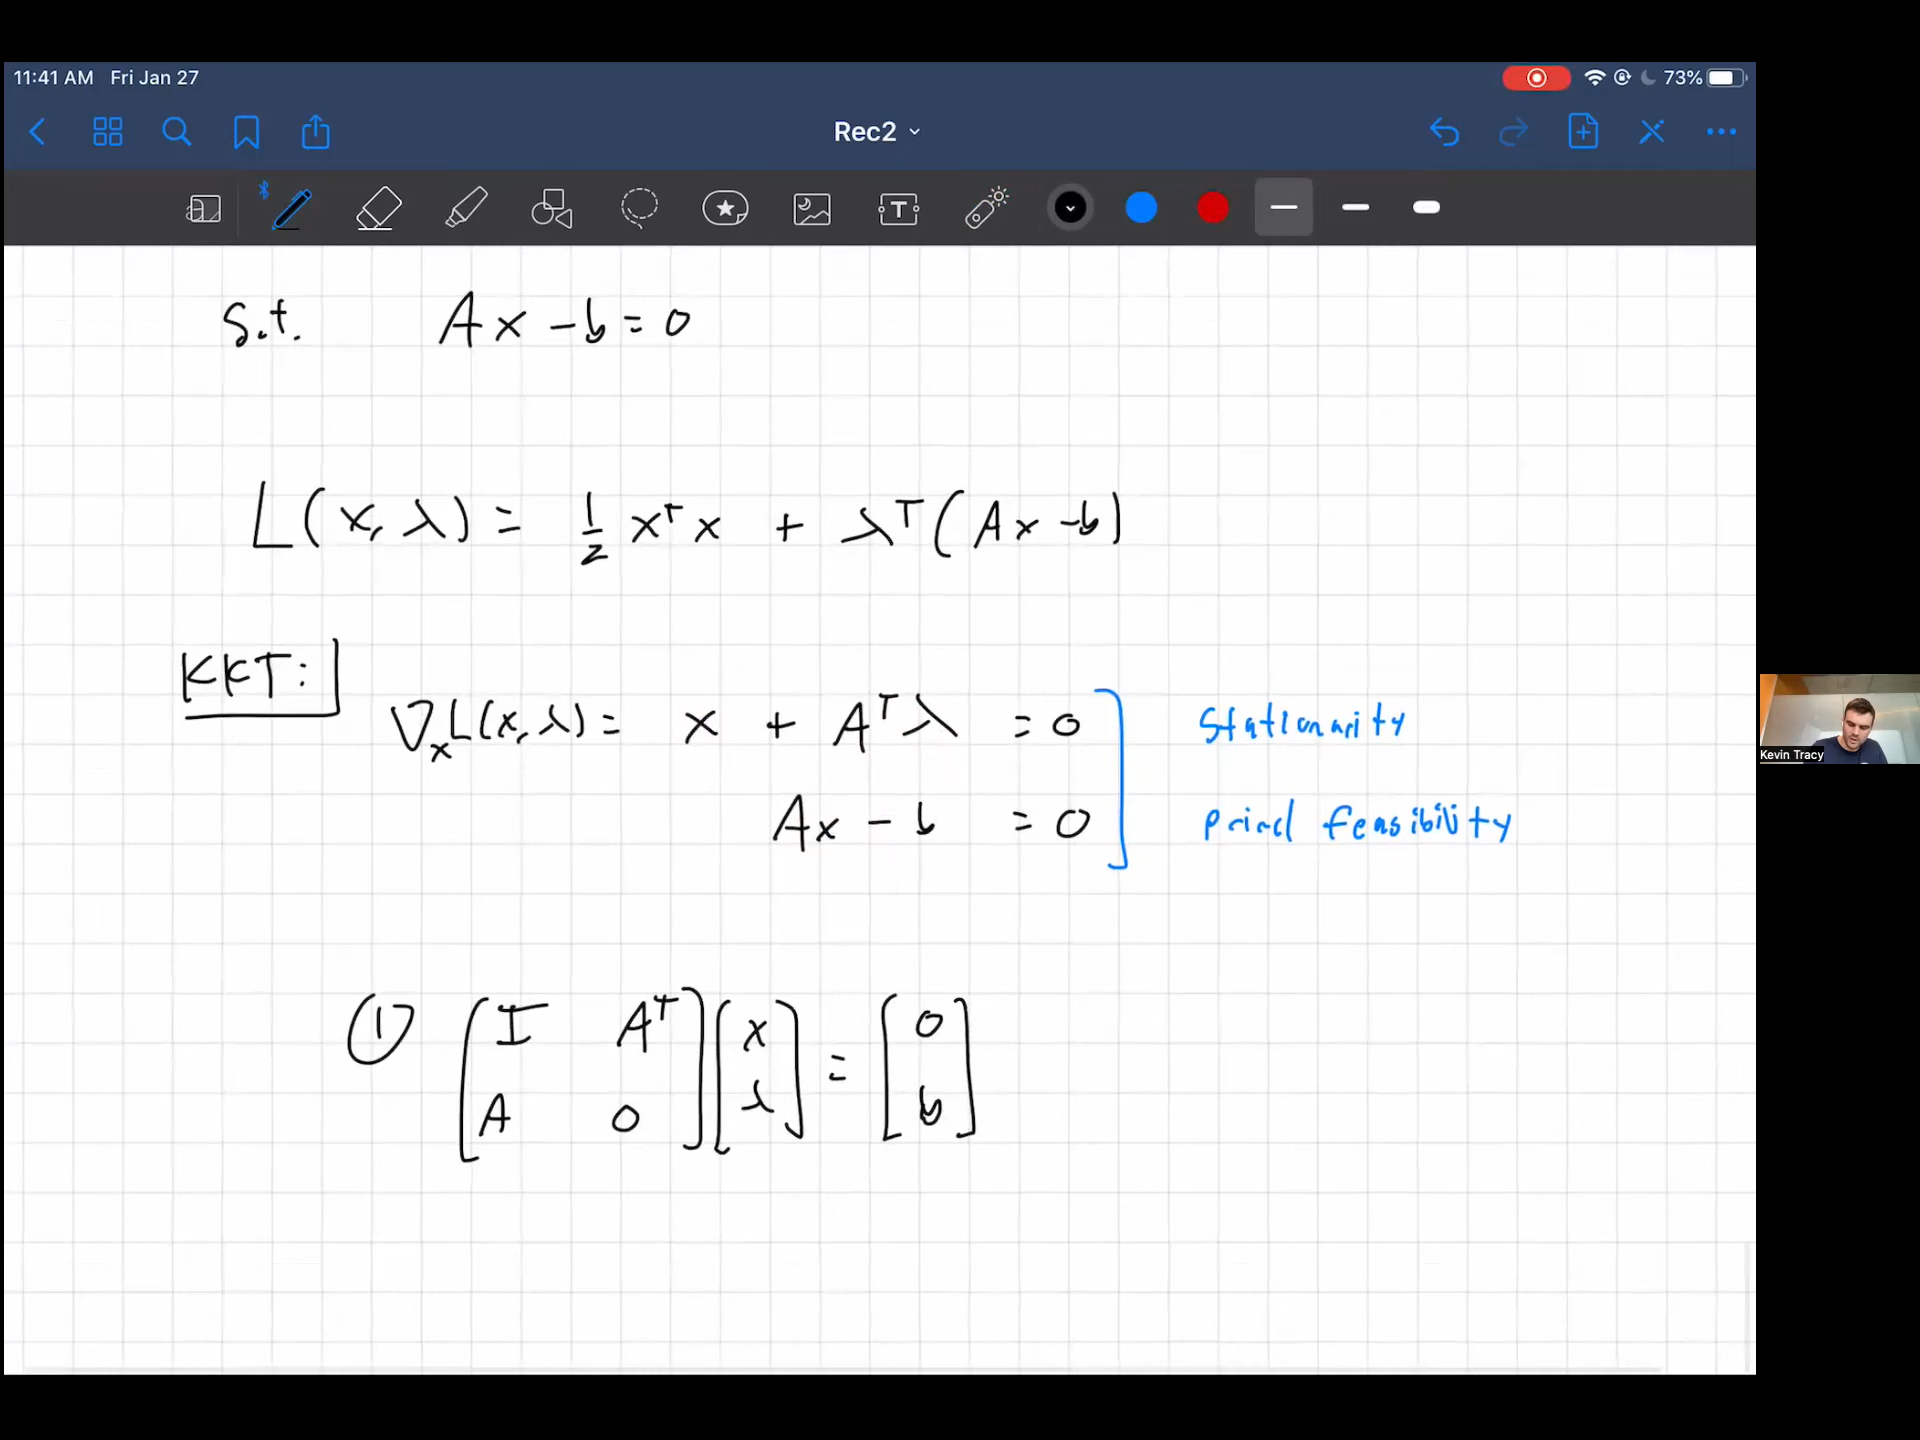 11:41 AM Fri Jan 27 73%
Rec2
S.t. Ax - b = 0
L(x, λ) = 1/2 xᵀx + λᵀ(Ax - b)
KKT:
∇ₓL(x, λ) = x + Aᵀλ = 0 Stationarity
Ax - b = 0 primal feasibility
Kevin Tracy
① [I Aᵀ; A 0] [x; λ] = [0; b]